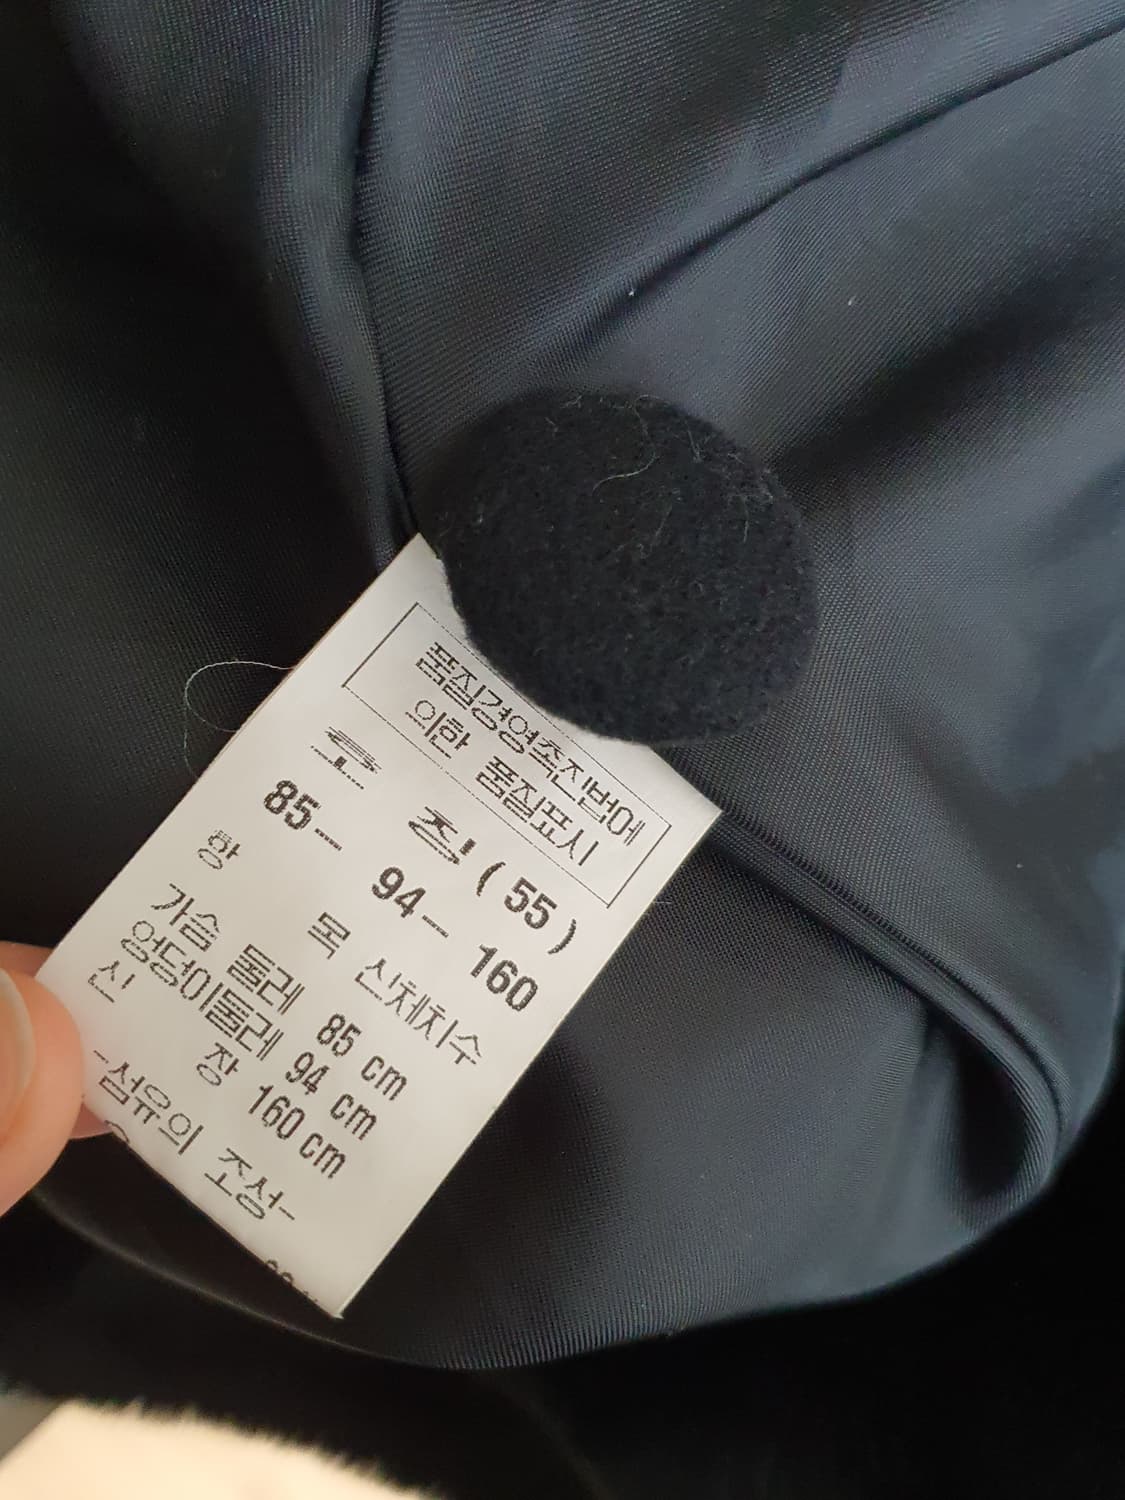 품질경영촉진법에
의한 품질표시
호 칭 (55)
85- 94- 160
항 목 신체치수
가슴 둘레 85 cm
엉덩이둘레 94 cm
신 장 160 cm
-섬유의 조성-